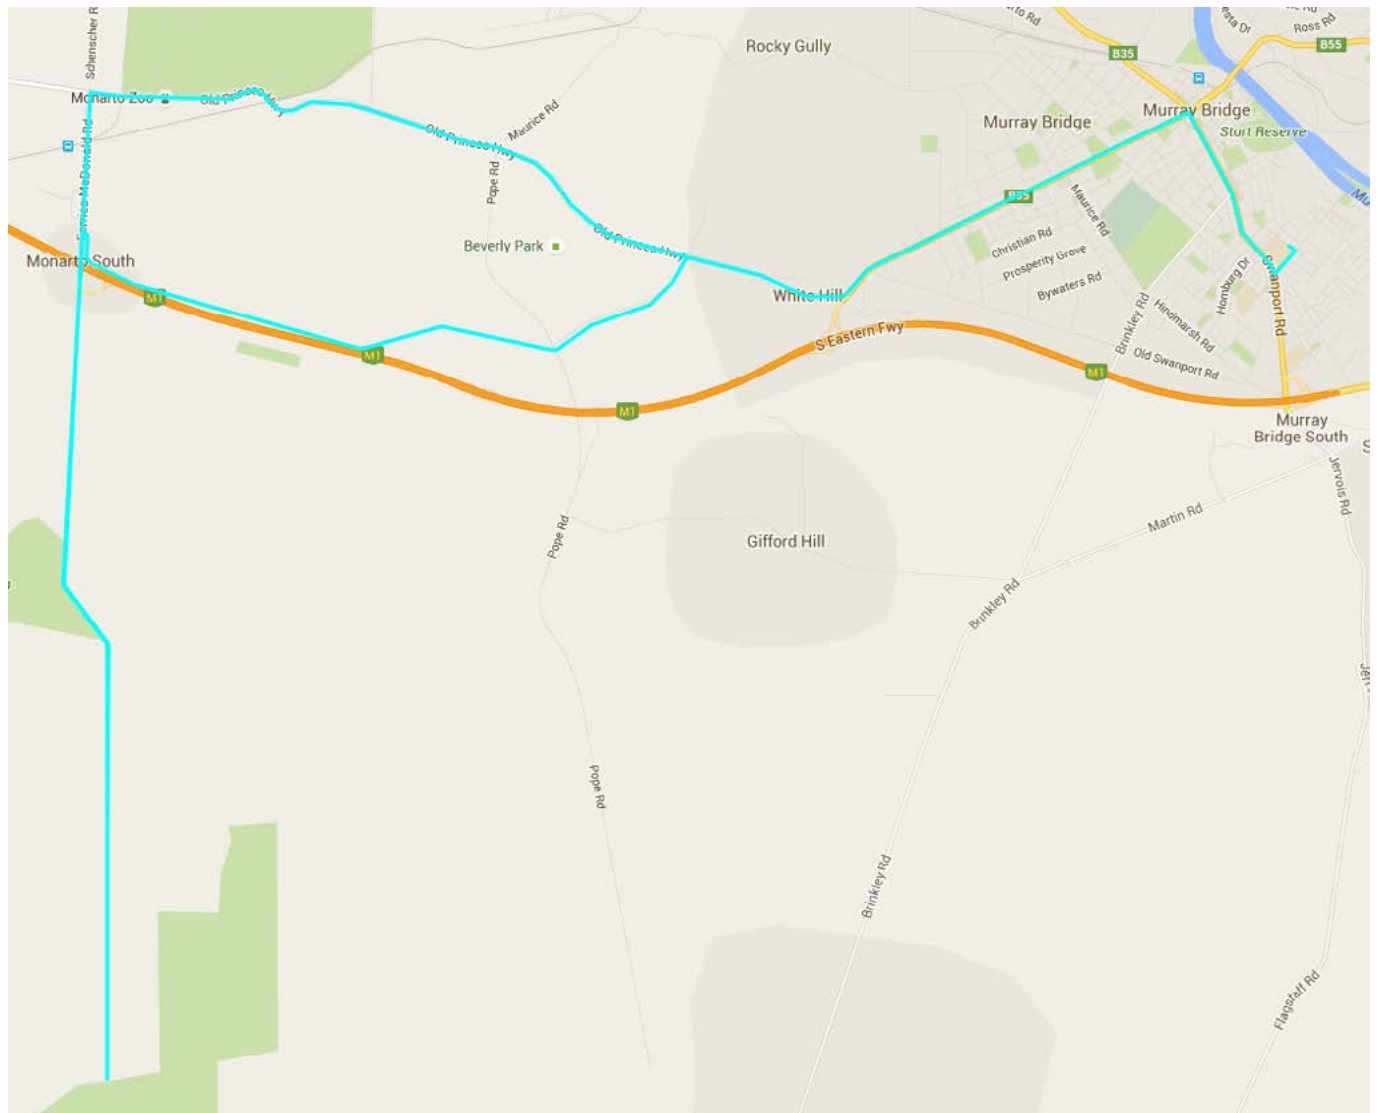 Rocky Gully
B35
B55
Ross Rd
Schenscher R
Monarto Zoo
Old Princes Hwy
Murray Bridge
Murray Bridge
Sturt Reserve
Maurice Rd
Old Princes Hwy
Pope Rd
B55
Maurice Rd
Beverly Park
Old Princes Hwy
Christian Rd
Prosperity Grove
Bywaters Rd
Homburg Dr
Swanport Rd
Monarto South
M1
White Hill
S Eastern Fwy
Brinkley Rd
Hindmarsh Rd
Old Swanport Rd
M1
M1
M1
Murray
Bridge South
Jervois Rd
Martin Rd
Pope Rd
Gifford Hill
Brinkley Rd
Pope Rd
Brinkley Rd
Flagstaff Rd